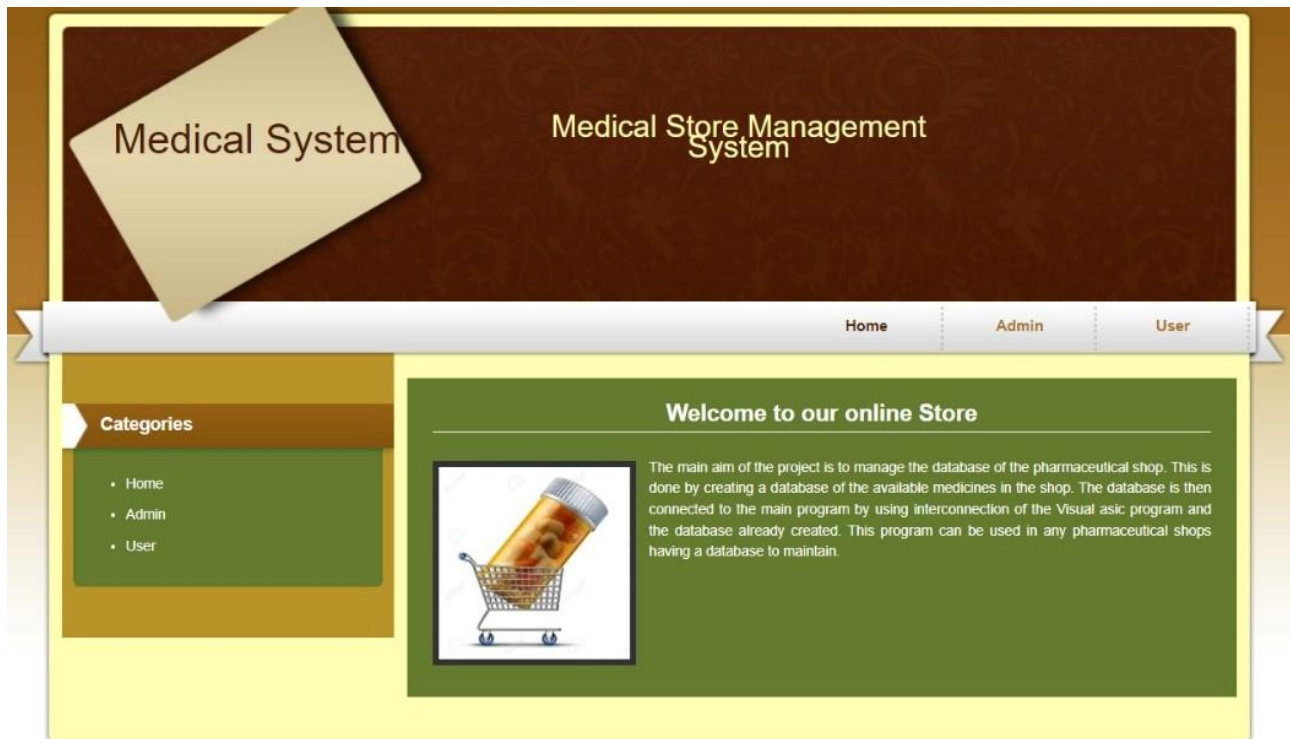 Medical System
Medical Store Management
System
Home
Admin
User
Categories
Home
Admin
User
Welcome to our online Store
The main aim of the project is to manage the database of the pharmaceutical shop. This is
done by creating a database of the available medicines in the shop. The database is then
connected to the main program by using interconnection of the Visual asic program and
the database already created. This program can be used in any pharmaceutical shops
having a database to maintain.